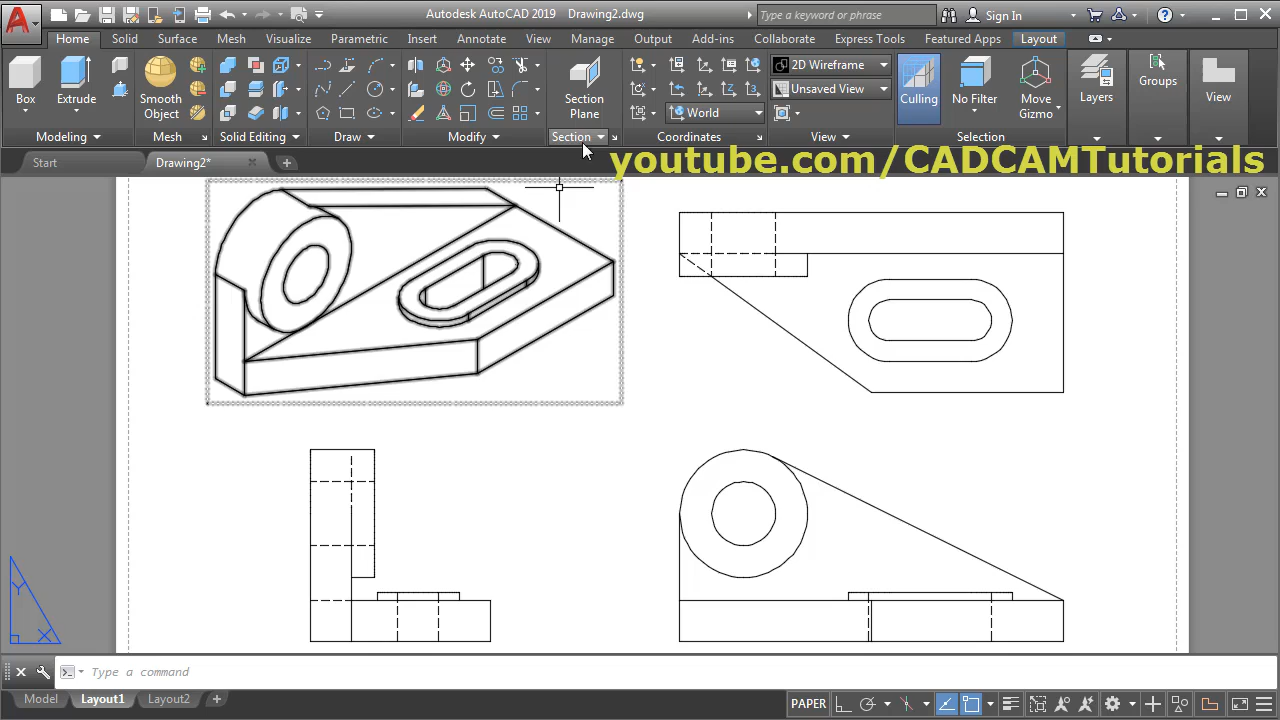 Autodesk AutoCAD 2019 Drawing2.dwg
Type a keyword or phrase
Sign In
Home Solid Surface Mesh Visualize Parametric Insert Annotate View Manage Output Add-ins Collaborate Express Tools Featured Apps Layout
Box
Extrude
Smooth
Object
Section
Plane
2D Wireframe
Unsaved View
World
Culling
No Filter
Move
Gizmo
Layers
Groups
View
Modeling Mesh Solid Editing Draw Modify Section Coordinates View Selection
Start Drawing2*
youtube.com/CADCAMTutorials
Y
X
Type a command
Model Layout1 Layout2
PAPER